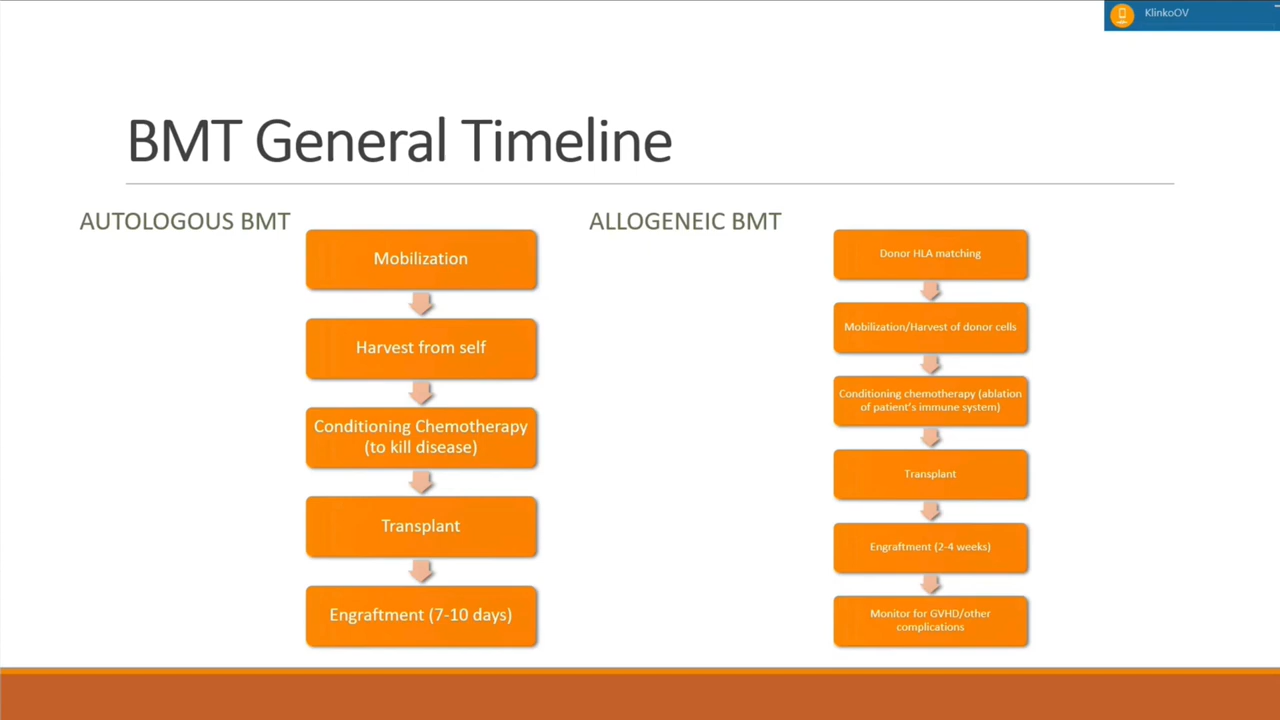 KlinkoOV
BMT General Timeline
AUTOLOGOUS BMT
Mobilization
Harvest from self
Conditioning Chemotherapy
(to kill disease)
Transplant
Engraftment (7-10 days)
ALLOGENEIC BMT
Donor HLA matching
Mobilization/Harvest of donor cells
Conditioning chemotherapy (ablation
of patient's immune system)
Transplant
Engraftment (2-4 weeks)
Monitor for GVHD/other
complications